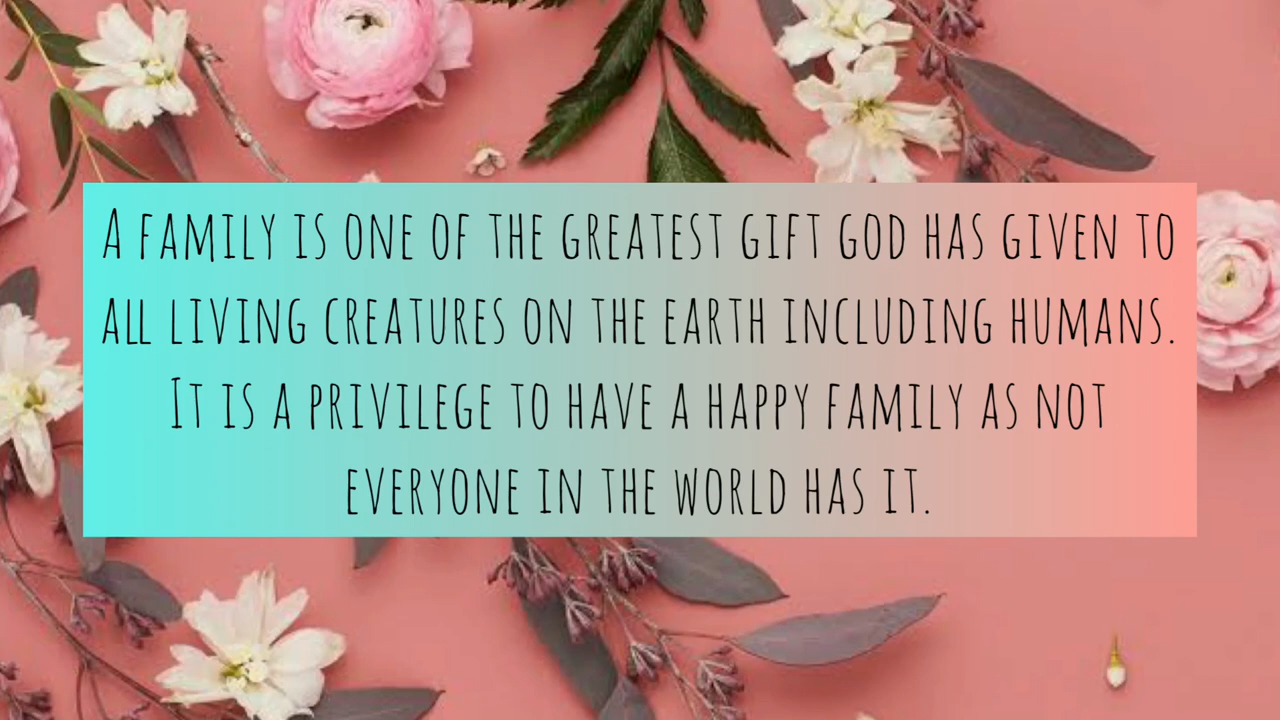 A FAMILY IS ONE OF THE GREATEST GIFT GOD HAS GIVEN TO
ALL LIVING CREATURES ON THE EARTH INCLUDING HUMANS.
IT IS A PRIVILEGE TO HAVE A HAPPY FAMILY AS NOT
EVERYONE IN THE WORLD HAS IT.